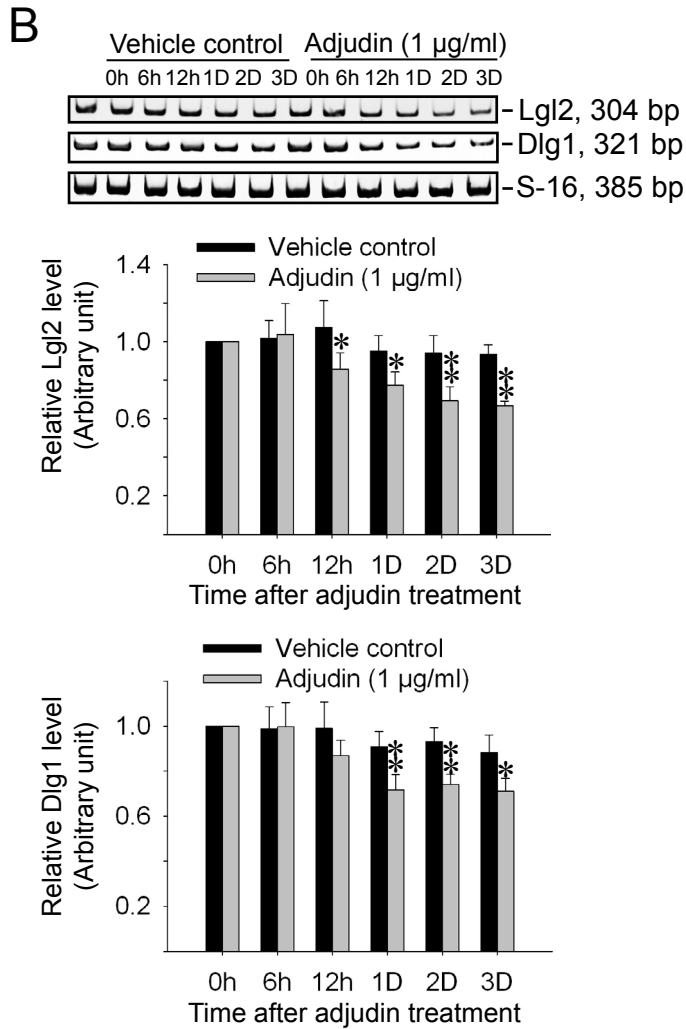 B
Vehicle control Adjudin (1 µg/ml)
0h 6h 12h 1D 2D 3D 0h 6h 12h 1D 2D 3D
-Lgl2, 304 bp
-Dlg1, 321 bp
-S-16, 385 bp
Vehicle control
Adjudin (1 µg/ml)
Relative Lgl2 level
(Arbitrary unit)
1.4
1.0
0.6
0.2
* * ** **
0h 6h 12h 1D 2D 3D
Time after adjudin treatment
Vehicle control
Adjudin (1 µg/ml)
Relative Dlg1 level
(Arbitrary unit)
1.0
0.6
0.2
** ** *
0h 6h 12h 1D 2D 3D
Time after adjudin treatment